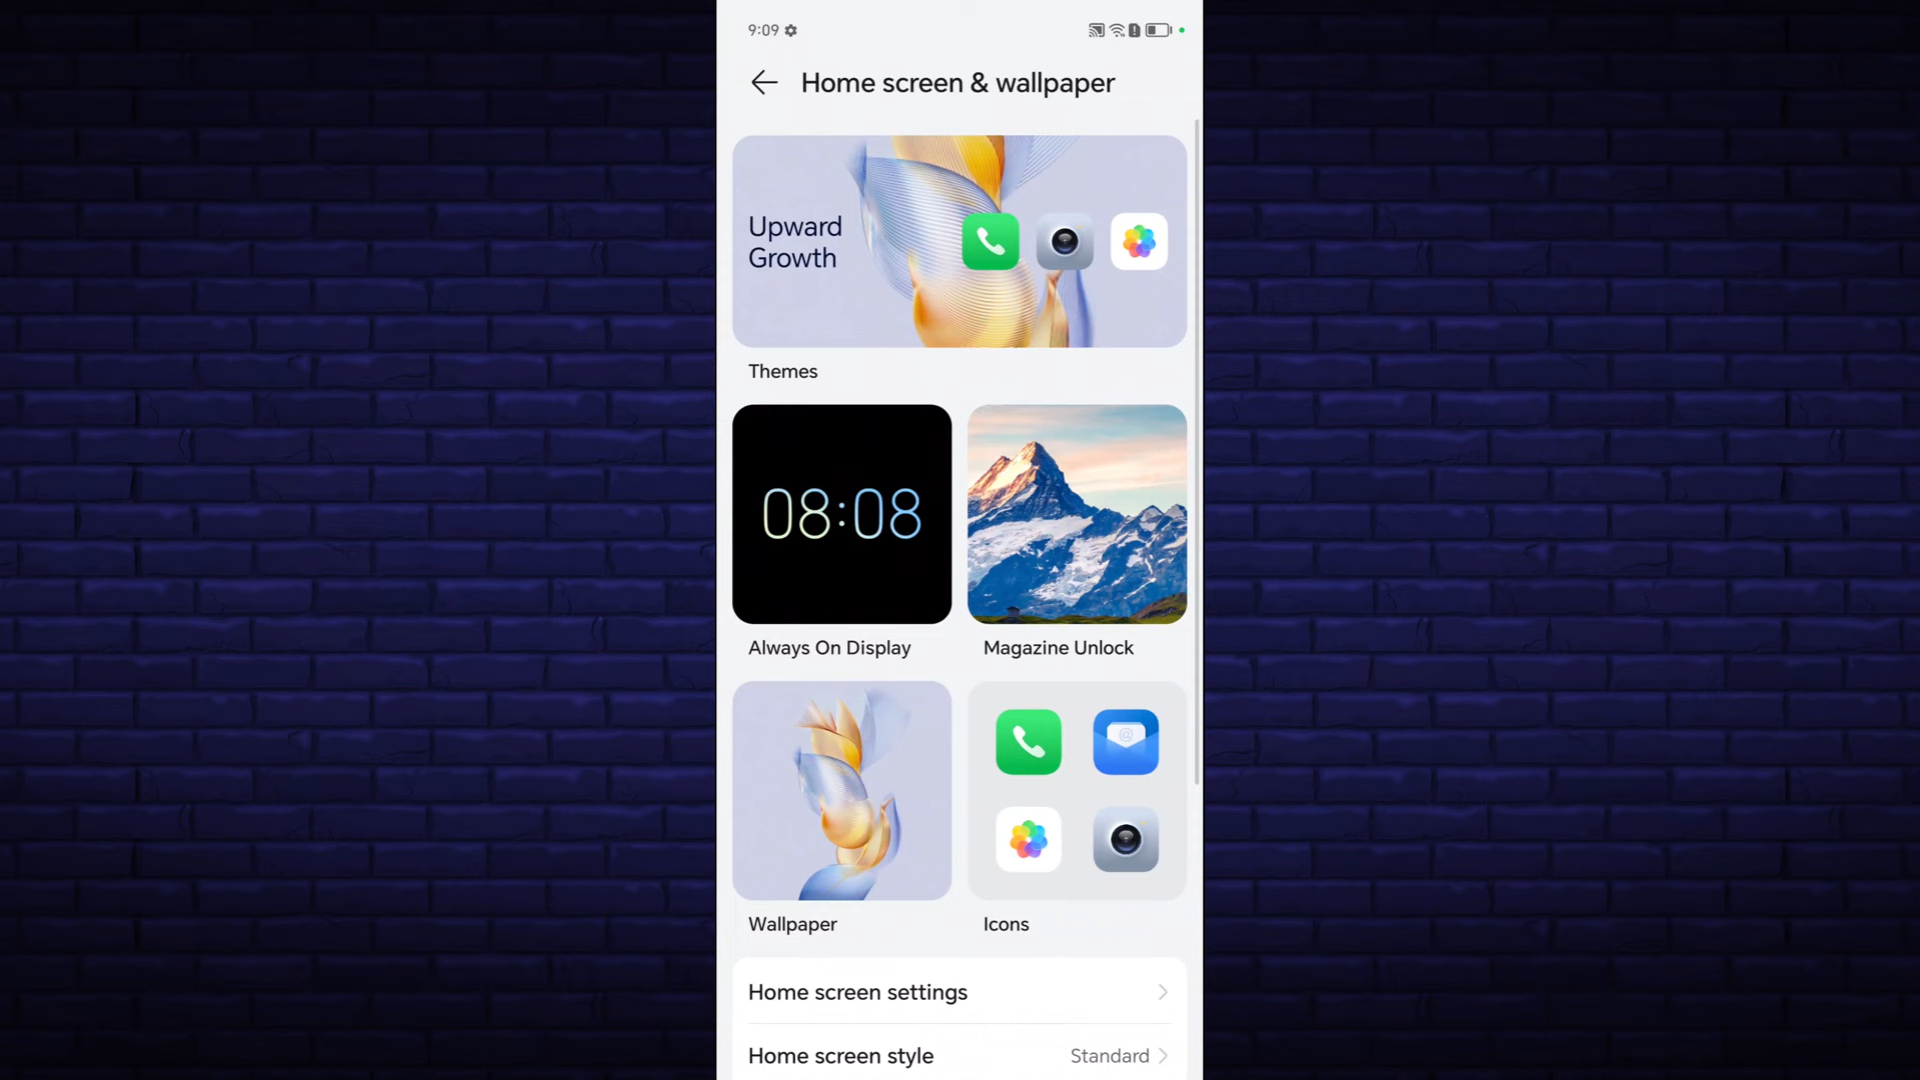 9:09
Home screen & wallpaper
Upward
Growth
Themes
08:08
Always On Display
Magazine Unlock
@
Wallpaper
Icons
Home screen settings
Home screen style
Standard